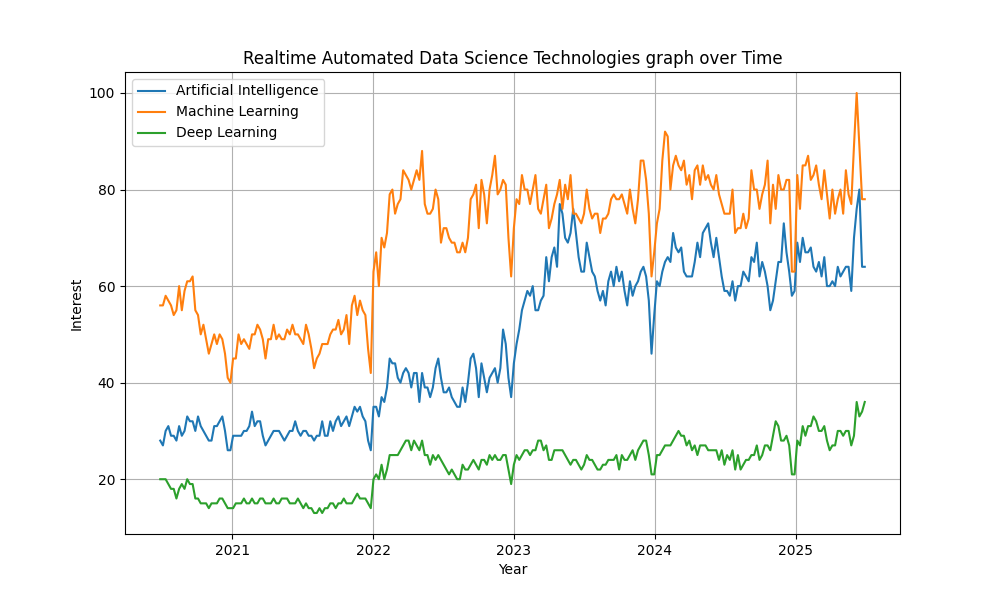 Realtime Automated Data Science Technologies graph over Time
Artificial Intelligence
Machine Learning
Deep Learning
100
80
60
40
20
Interest
2021 2022 2023 2024 2025
Year